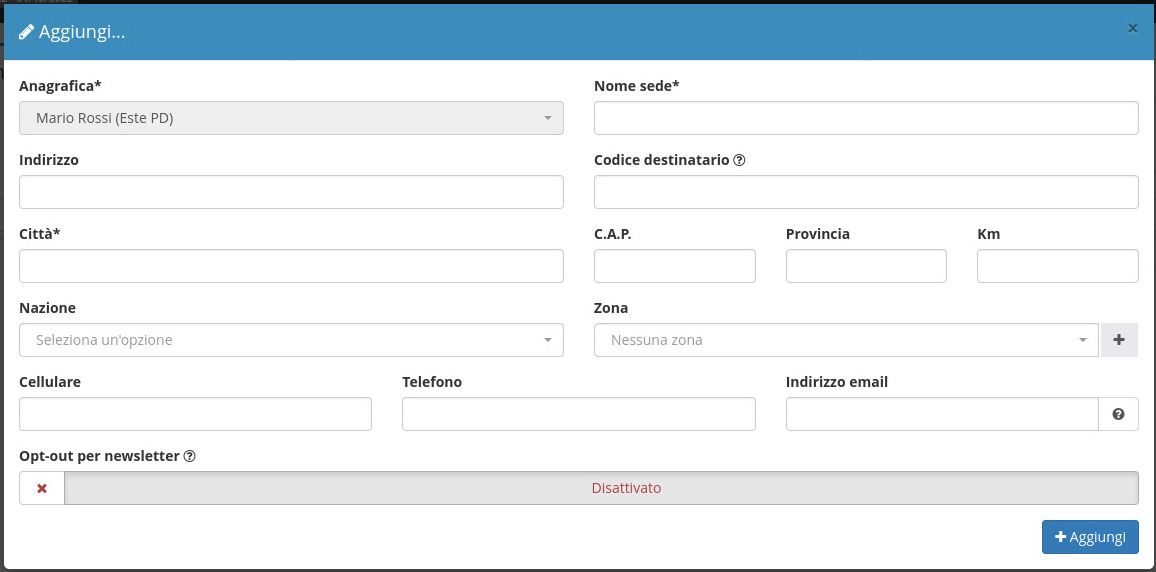 Aggiungi...
×
Anagrafica* Nome sede*
Mario Rossi (Este PD)
Indirizzo Codice destinatario
Città* C.A.P. Provincia Km
Nazione Zona
Seleziona un'opzione Nessuna zona
Cellulare Telefono Indirizzo email
Opt-out per newsletter
Disattivato
Aggiungi